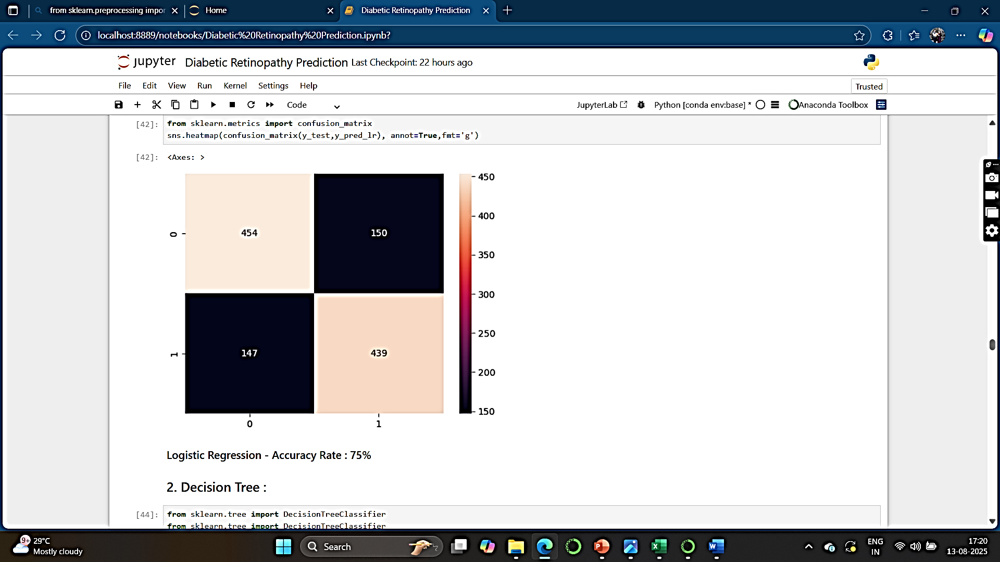 from sklearn.preprocessing impor
Home
Diabetic Retinopathy Prediction
localhost:8889/notebooks/Diabetic%20Retinopathy%20Prediction.ipynb?
jupyter Diabetic Retinopathy Prediction Last Checkpoint: 22 hours ago
File Edit View Run Kernel Settings Help
Trusted
Code
JupyterLab Python [conda env:base] * Anaconda Toolbox
[42]: from sklearn.metrics import confusion_matrix
sns.heatmap(confusion_matrix(y_test,y_pred_lr), annot=True,fmt='g')
[42]: <Axes: >
0
454 150
1
147 439
0 1
450
400
350
300
250
200
150
Logistic Regression - Accuracy Rate : 75%
2. Decision Tree :
[44]: from sklearn.tree import DecisionTreeClassifier
from sklearn.tree import DecisionTreeClassifier
9+
29°C
Mostly cloudy
Search
ENG
IN
17:20
13-08-2025